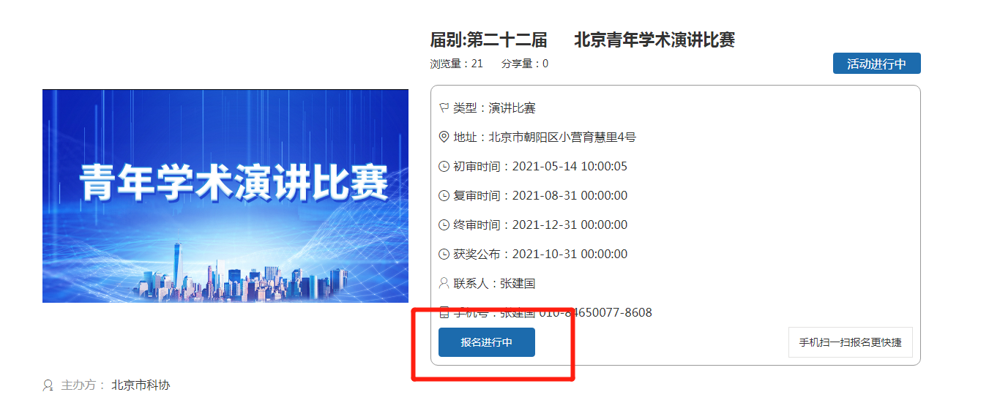 届别:第二十二届 北京青年学术演讲比赛
浏览量：21 分享量：0
活动进行中
青年学术演讲比赛
类型：演讲比赛
地址：北京市朝阳区小营育慧里4号
初审时间：2021-05-14 10:00:05
复审时间：2021-08-31 00:00:00
终审时间：2021-12-31 00:00:00
获奖公布：2021-10-31 00:00:00
联系人：张建国
手机号：张建国 010-84650077-8608
报名进行中
手机扫一扫报名更快捷
主办方： 北京市科协